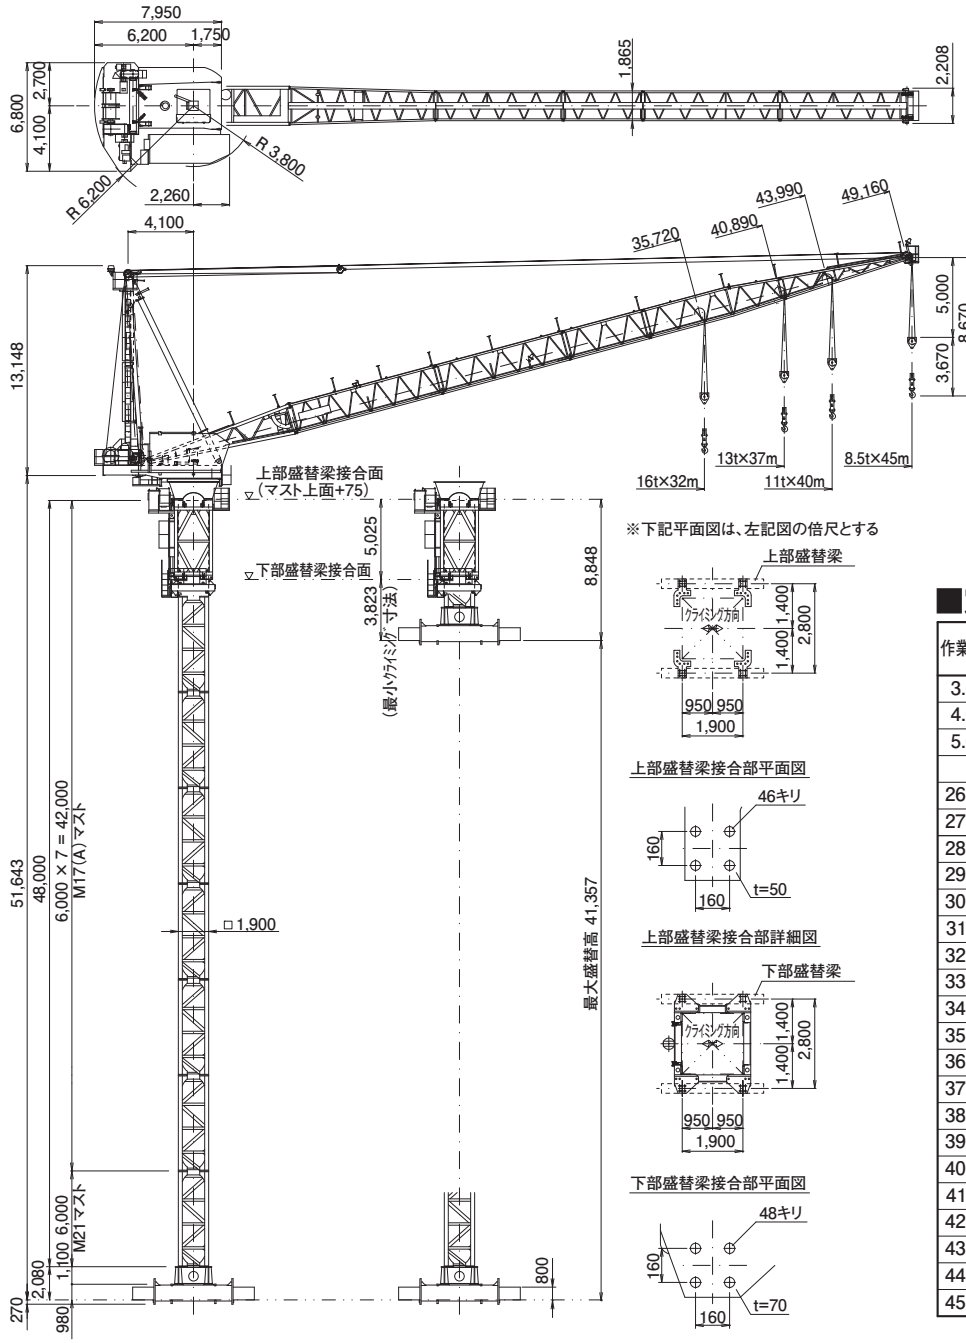 7,950
6,200
1,750
6,800
2,700
4,100
R 6,200
R 3,800
2,260
1,865
2,208
4,100
13,148
35,720
40,890
43,990
49,160
5,000
3,670
8,670
16t×32m
13t×37m
11t×40m
8.5t×45m
上部盛替梁接合面
(マスト上面+75)
下部盛替梁接合面
5,025
3,823
(最小クライミング寸法)
8,848
最大盛替高 41,357
51,643
48,000
6,000 × 7 = 42,000
M17(A)マスト
□1,900
6,000
M21マスト
1,100
2,080
270
980
800
※下記平面図は、左記図の倍尺とする
上部盛替梁
クライミング方向
1,400
1,400
2,800
950
950
1,900
上部盛替梁接合部平面図
46キリ
160
160
t=50
上部盛替梁接合部詳細図
下部盛替梁
クライミング方向
1,400
1,400
2,800
950
950
1,900
下部盛替梁接合部平面図
48キリ
160
160
t=70
作業
3.
4.
5.
26
27
28
29
30
31
32
33
34
35
36
37
38
39
40
41
42
43
44
45